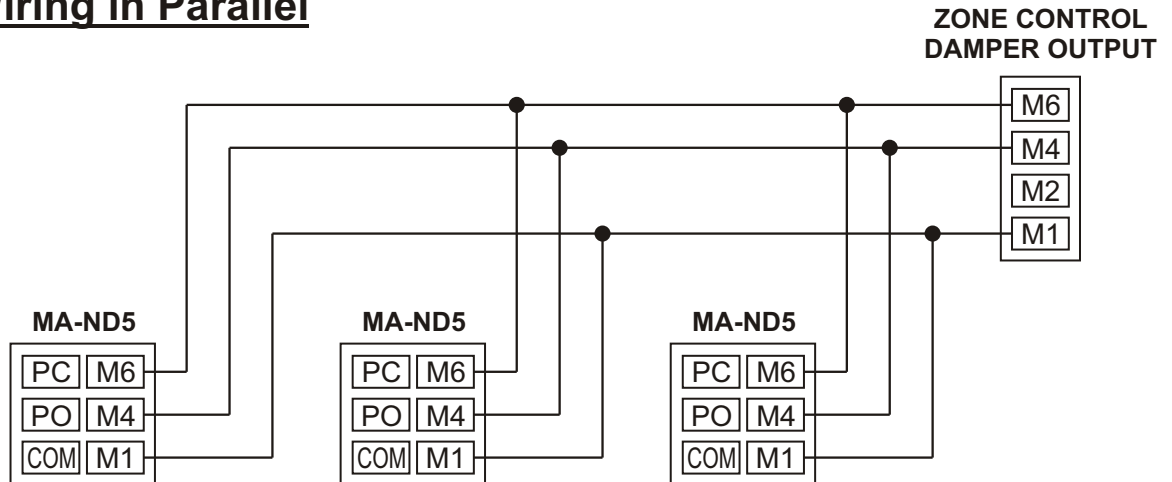 in Parallel
ZONE CONTROL
DAMPER OUTPUT
M6
M4
M2
M1
MA-ND5
PC M6
PO M4
COM M1
MA-ND5
PC M6
PO M4
COM M1
MA-ND5
PC M6
PO M4
COM M1